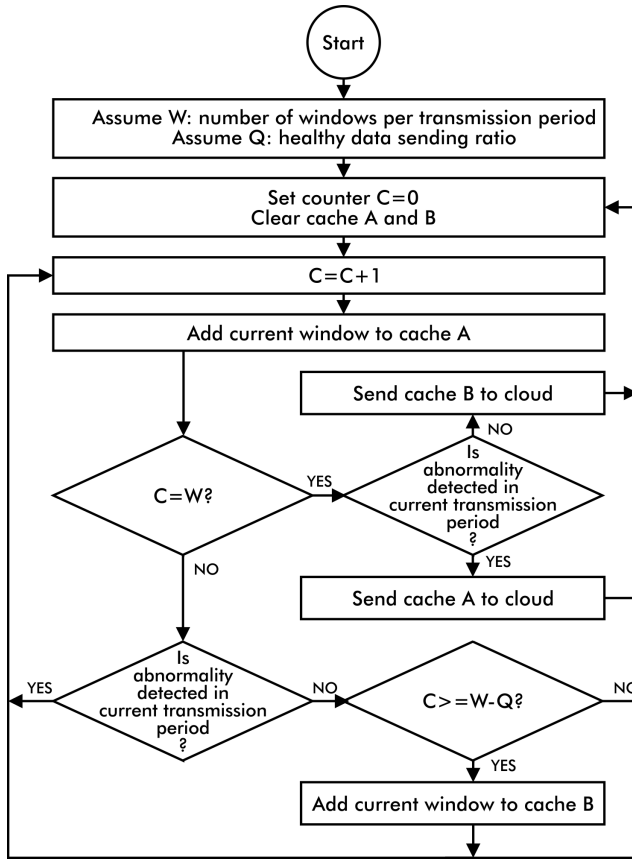 Start
Assume W: number of windows per transmission period
Assume Q: healthy data sending ratio
Set counter C=0
Clear cache A and B
C=C+1
Add current window to cache A
Send cache B to cloud
NO
C=W?
YES
Is
abnormality
detected in
current transmission
period
?
YES
NO
Send cache A to cloud
YES
Is
abnormality
detected in
current transmission
period
?
NO
C>=W-Q?
NO
YES
Add current window to cache B